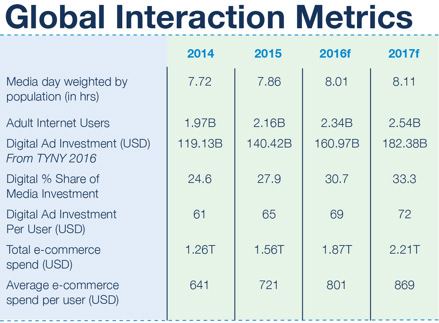 Global Interaction Metrics
2014 2015 2016f 2017f
Media day weighted by
population (in hrs) 7.72 7.86 8.01 8.11
Adult Internet Users 1.97B 2.16B 2.34B 2.54B
Digital Ad Investment (USD) 119.13B 140.42B 160.97B 182.38B
From TYNY 2016
Digital % Share of
Media Investment 24.6 27.9 30.7 33.3
Digital Ad Investment
Per User (USD) 61 65 69 72
Total e-commerce
spend (USD) 1.26T 1.56T 1.87T 2.21T
Average e-commerce
spend per user (USD) 641 721 801 869